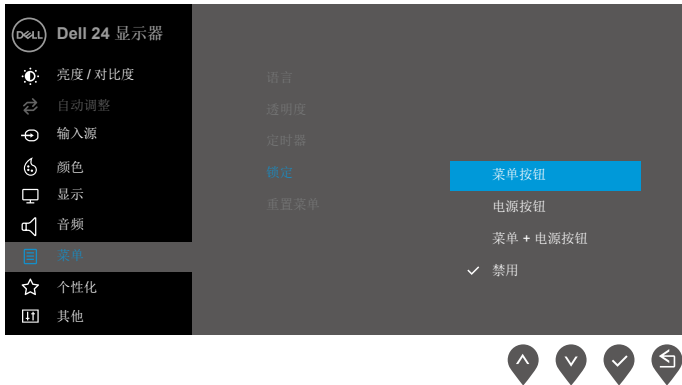 DELL
Dell 24 显示器
亮度 / 对比度
自动调整
输入源
颜色
显示
音频
菜单
个性化
其他
语言
透明度
定时器
锁定
重置菜单
菜单按钮
电源按钮
菜单 + 电源按钮
禁用